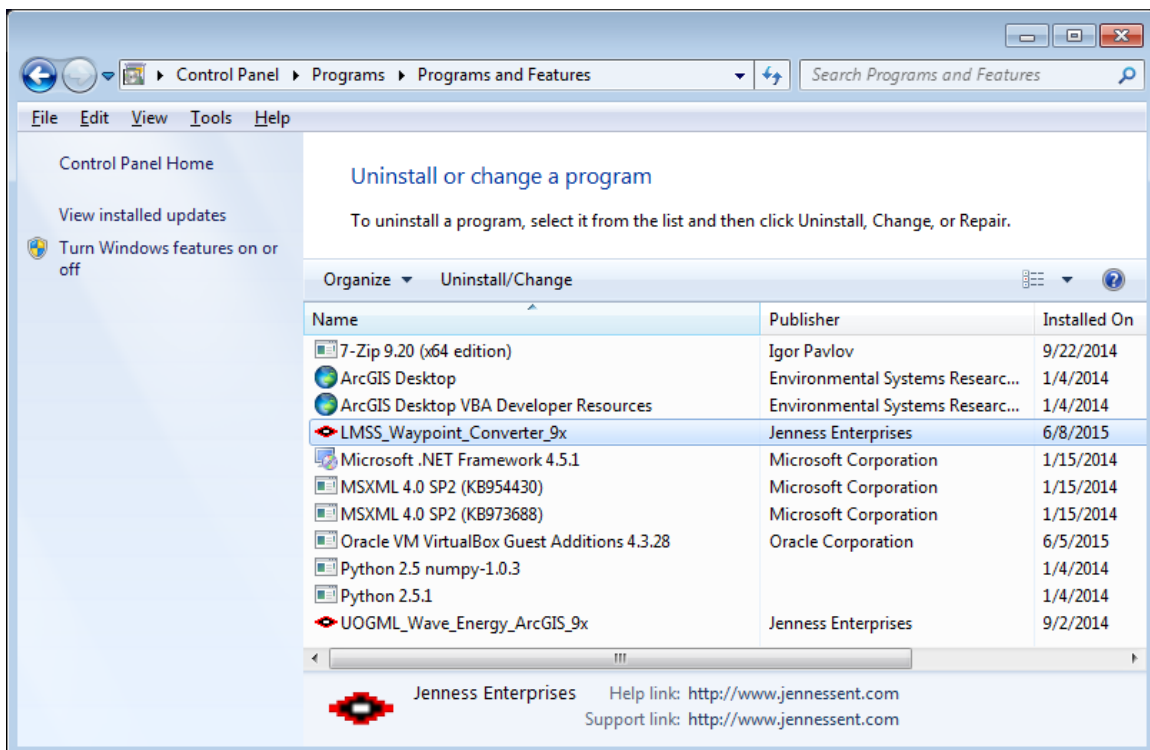 Control Panel Programs Programs and Features Search Programs and Features
File Edit View Tools Help
Control Panel Home
View installed updates
Turn Windows features on or
off
Uninstall or change a program
To uninstall a program, select it from the list and then click Uninstall, Change, or Repair.
Organize Uninstall/Change
Name Publisher Installed On
7-Zip 9.20 (x64 edition) Igor Pavlov 9/22/2014
ArcGIS Desktop Environmental Systems Researc... 1/4/2014
ArcGIS Desktop VBA Developer Resources Environmental Systems Researc... 1/4/2014
LMSS_Waypoint_Converter_9x Jenness Enterprises 6/8/2015
Microsoft .NET Framework 4.5.1 Microsoft Corporation 1/15/2014
MSXML 4.0 SP2 (KB954430) Microsoft Corporation 1/15/2014
MSXML 4.0 SP2 (KB973688) Microsoft Corporation 1/15/2014
Oracle VM VirtualBox Guest Additions 4.3.28 Oracle Corporation 6/5/2015
Python 2.5 numpy-1.0.3 1/4/2014
Python 2.5.1 1/4/2014
UOGML_Wave_Energy_ArcGIS_9x Jenness Enterprises 9/2/2014
Jenness Enterprises Help link: http://www.jennessent.com
Support link: http://www.jennessent.com